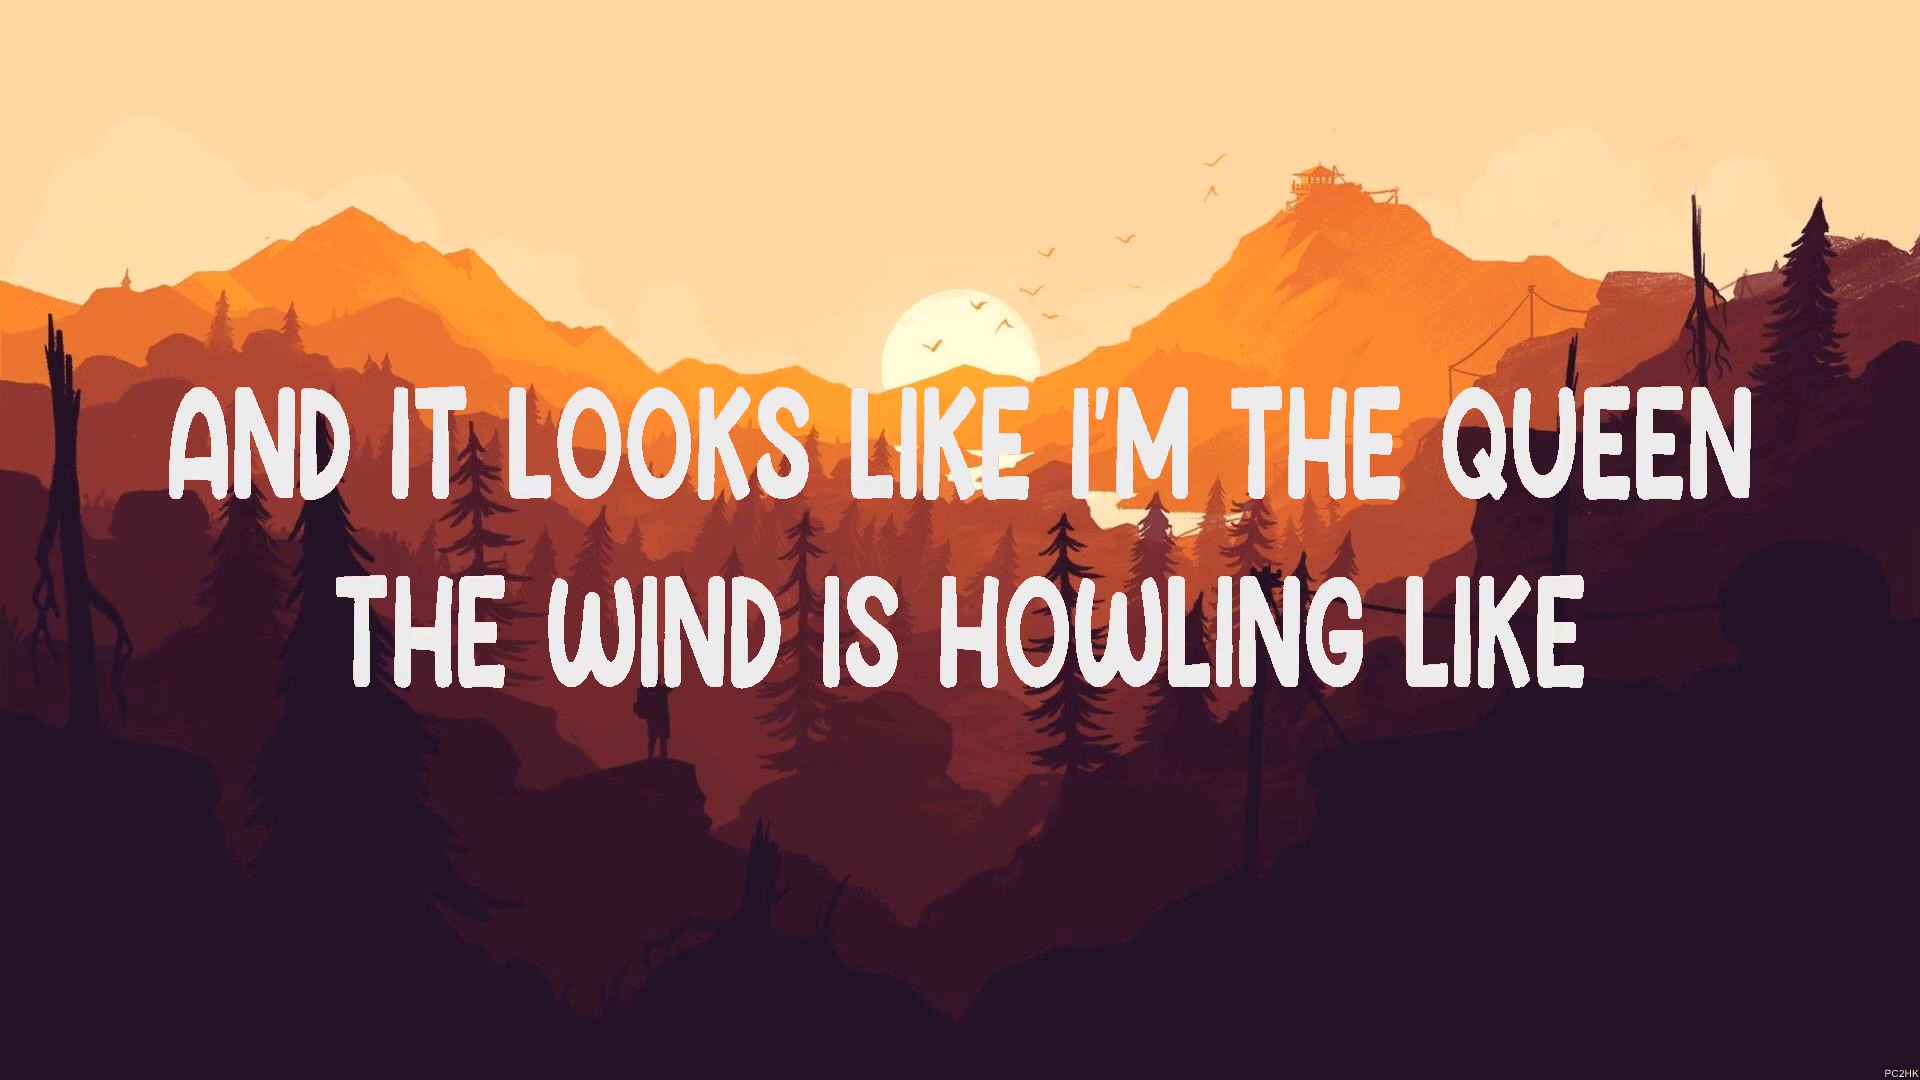 AND IT LOOKS LIKE I'M THE QUEEN
THE WIND IS HOWLING LIKE
PC2HK